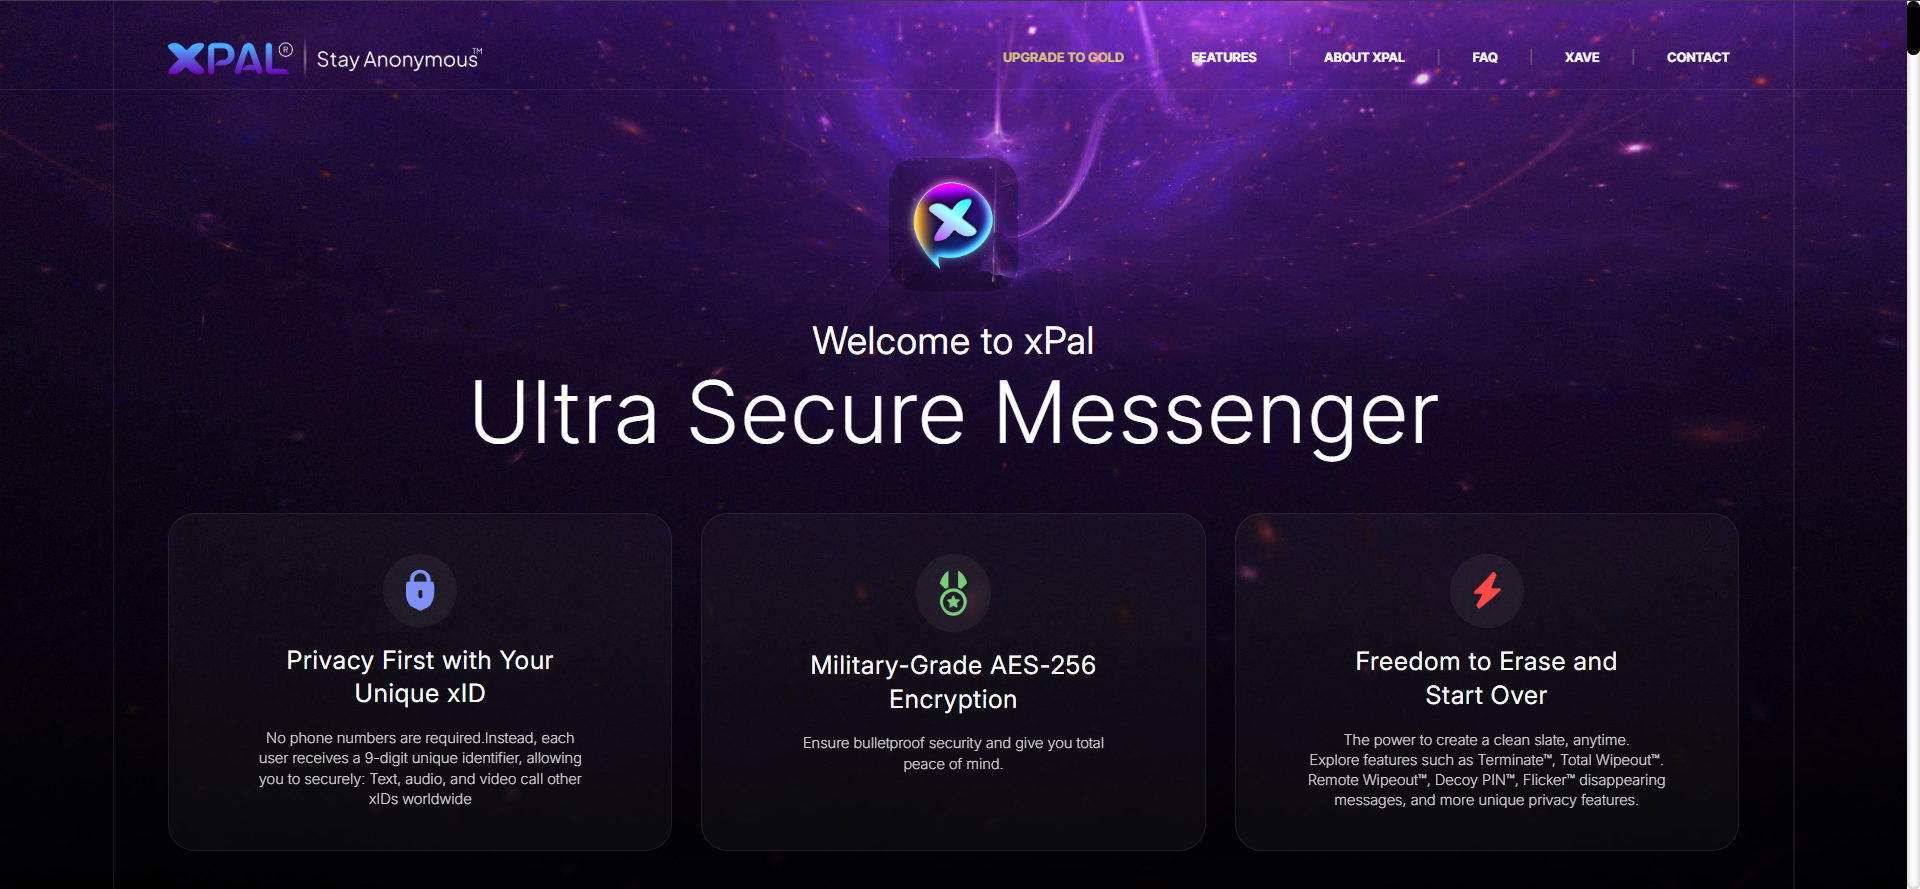 XPAL® | Stay Anonymous™
UPGRADE TO GOLD
FEATURES
ABOUT XPAL
FAQ
XAVE
CONTACT
Welcome to xPal
Ultra Secure Messenger
Privacy First with Your
Unique xID
No phone numbers are required.Instead, each
user receives a 9-digit unique identifier, allowing
you to securely: Text, audio, and video call other
xIDs worldwide
Military-Grade AES-256
Encryption
Ensure bulletproof security and give you total
peace of mind.
Freedom to Erase and
Start Over
The power to create a clean slate, anytime.
Explore features such as Terminate™, Total Wipeout™.
Remote Wipeout™, Decoy PIN™, Flicker™ disappearing
messages, and more unique privacy features.